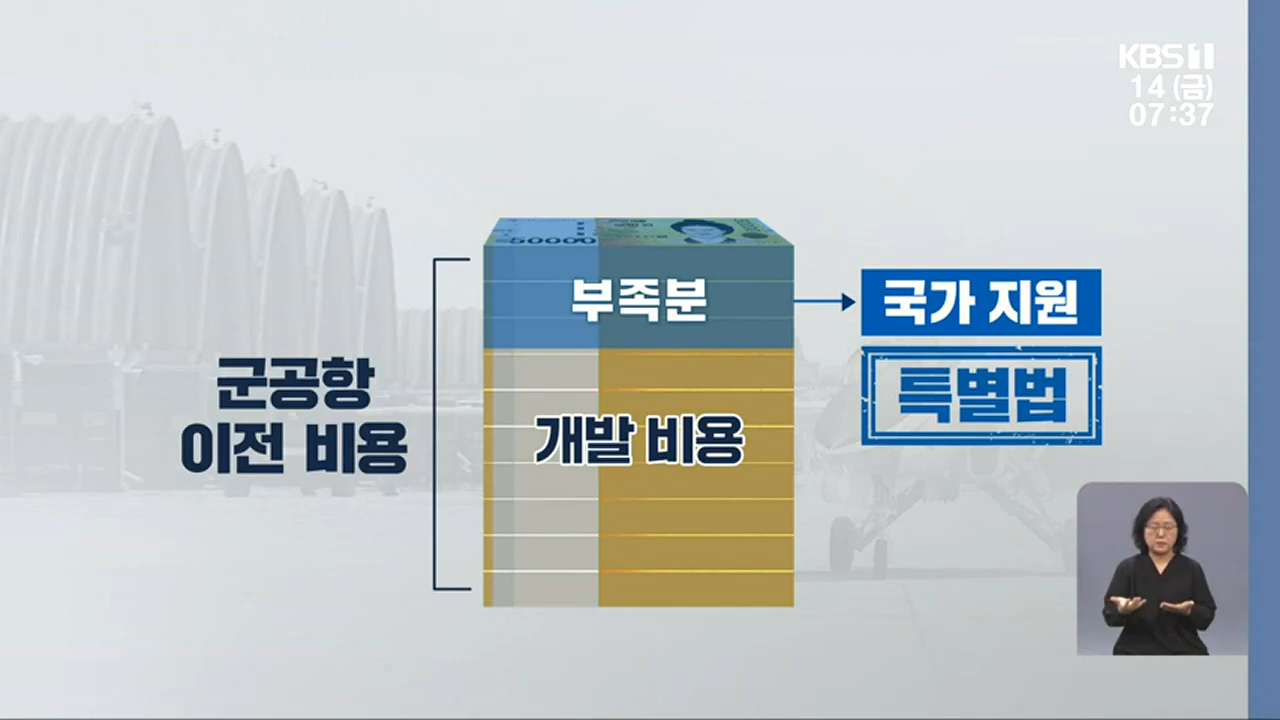 KBS 1
14 (금)
07:37
50000
부족분
국가 지원
특별법
군공항
이전 비용
개발 비용